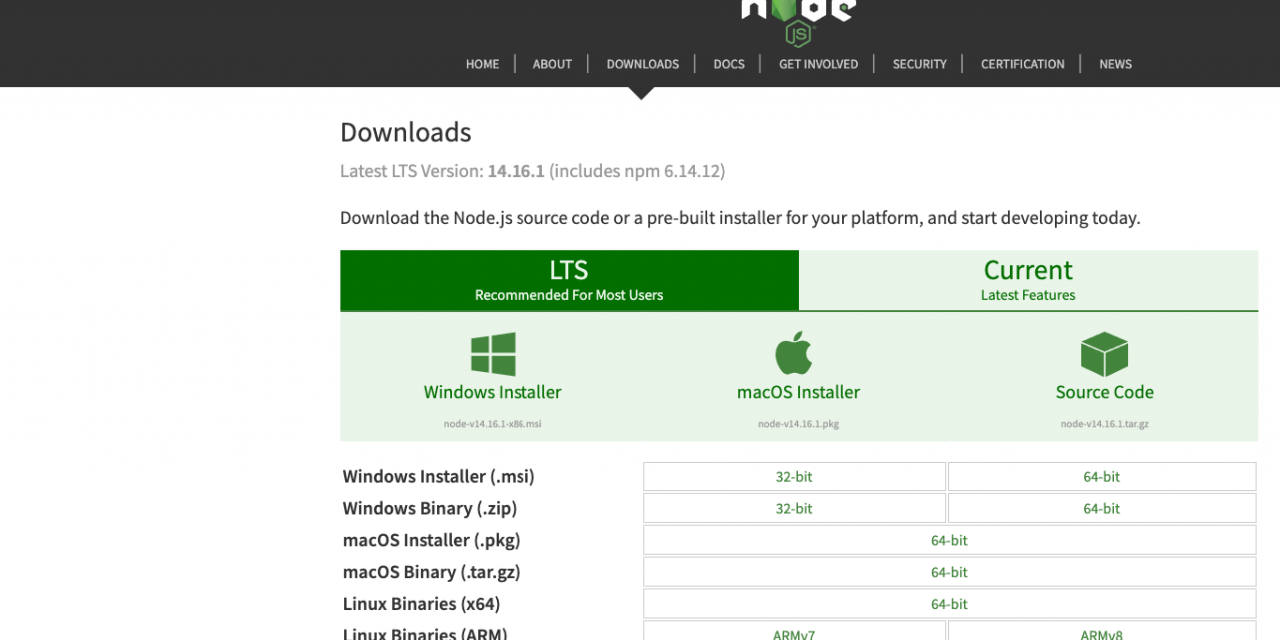 node
JS
HOME ABOUT DOWNLOADS DOCS GET INVOLVED SECURITY CERTIFICATION NEWS
Downloads
Latest LTS Version: 14.16.1 (includes npm 6.14.12)
Download the Node.js source code or a pre-built installer for your platform, and start developing today.
LTS Current
Recommended For Most Users Latest Features
Windows Installer macOS Installer Source Code
node-v14.16.1-x86.msi node-v14.16.1.pkg node-v14.16.1.tar.gz
Windows Installer (.msi) 32-bit 64-bit
Windows Binary (.zip) 32-bit 64-bit
macOS Installer (.pkg) 64-bit
macOS Binary (.tar.gz) 64-bit
Linux Binaries (x64) 64-bit
Linux Binaries (ARM) ARMv7 ARMv8